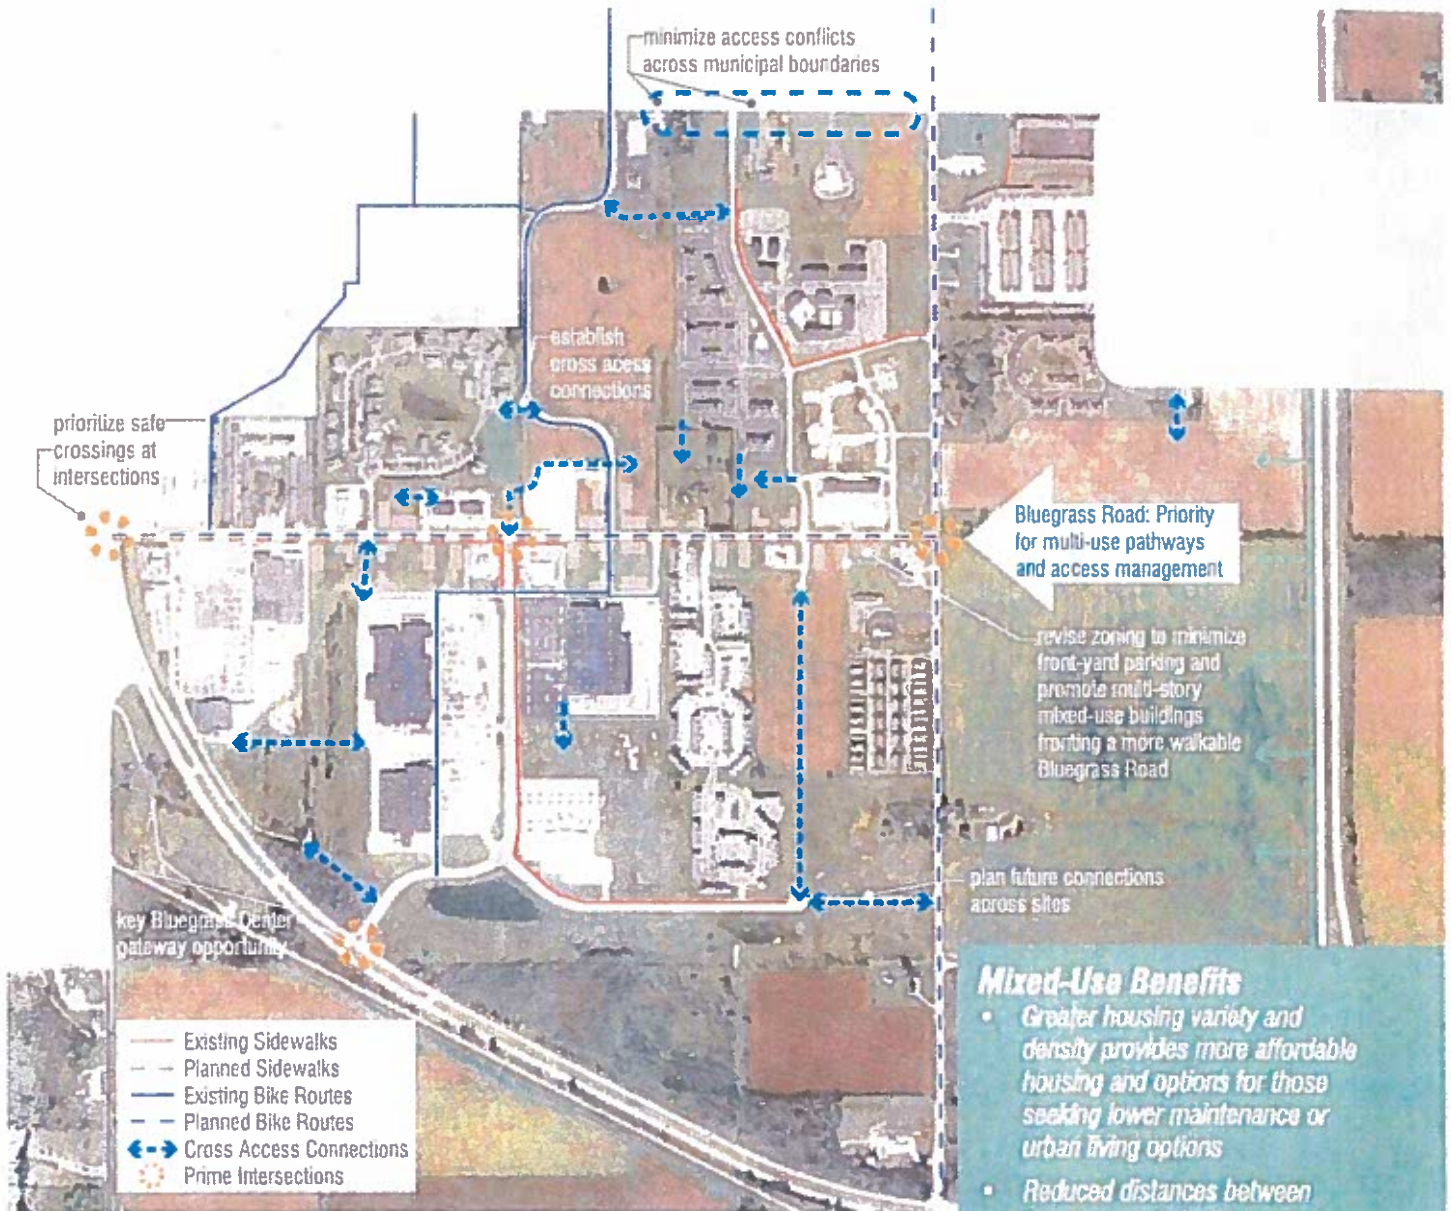 minimize access conflicts
across municipal boundaries
establish
cross acess
connections
prioritize safe
crossings at
intersections
Bluegrass Road: Priority
for multi-use pathways
and access management
revise zoning to minimize
front-yard parking and
promote multi-story
mixed-use buildings
fronting a more walkable
Bluegrass Road
plan future connections
across sites
key Bluegrass Center
gateway opportunity
Existing Sidewalks
Planned Sidewalks
Existing Bike Routes
Planned Bike Routes
Cross Access Connections
Prime Intersections
Mixed-Use Benefits
• Greater housing variety and
density provides more affordable
housing and options for those
seeking lower maintenance or
urban living options
• Reduced distances between